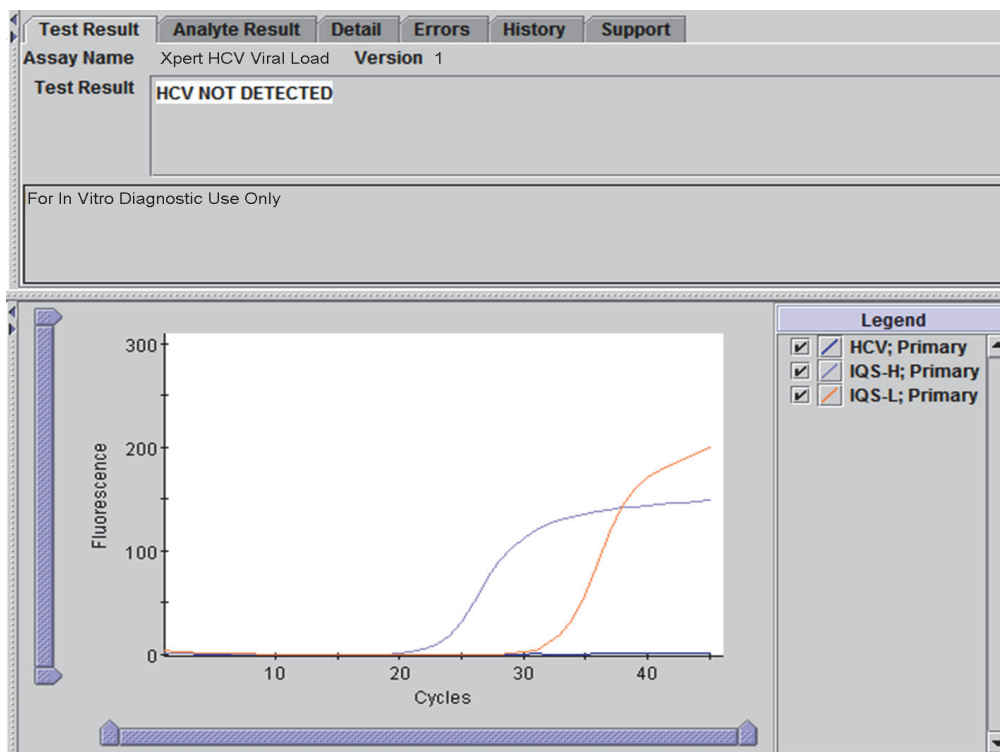 Test Result Analyte Result Detail Errors History Support
Assay Name Xpert HCV Viral Load Version 1
Test Result HCV NOT DETECTED
For In Vitro Diagnostic Use Only
Legend
HCV; Primary
IQS-H; Primary
IQS-L; Primary
300
200
100
0
Fluorescence
10 20 30 40
Cycles